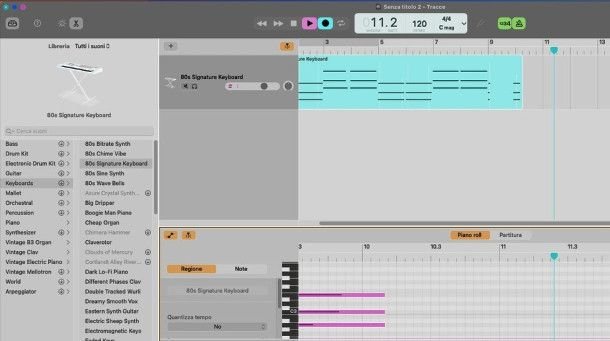 Senza titolo 2 – Tracce
11.2
120
4/4
C mag
Libreria
Tutti i suoni
80s Signature Keyboard
Cerca suoni
Bass
Drum Kit
Electronic Drum Kit
Guitar
Keyboards
Mallet
Orchestral
Percussion
Piano
Synthesizer
Vintage B3 Organ
Vintage Clav
Vintage Electric Piano
Vintage Mellotron
World
Arpeggiator
80s Bitrate Synth
80s Chime Vibe
80s Signature Keyboard
80s Sine Synth
80s Wave Bells
Azure Crystal Synth...
Big Dripper
Boogie Man Piano
Cheap Organ
Chimera Hammer
Claverotor
Clouds of Mercury
Cortlandt Alley River...
Dark Lo-Fi Piano
Different Phases Clav
Double Tracked Wurli
Dreamy Smooth Vox
Eastern Synth Guitar
Electric Sheep Synth
Electromagnetic Keys
80s Signature Keyboard
3 5 7 9 11 13
Keyboard
Piano roll
Partitura
3 10 10.3 11 11.3
Regione
Note
80s Signature Keyboard
Quantizza tempo
No
C3